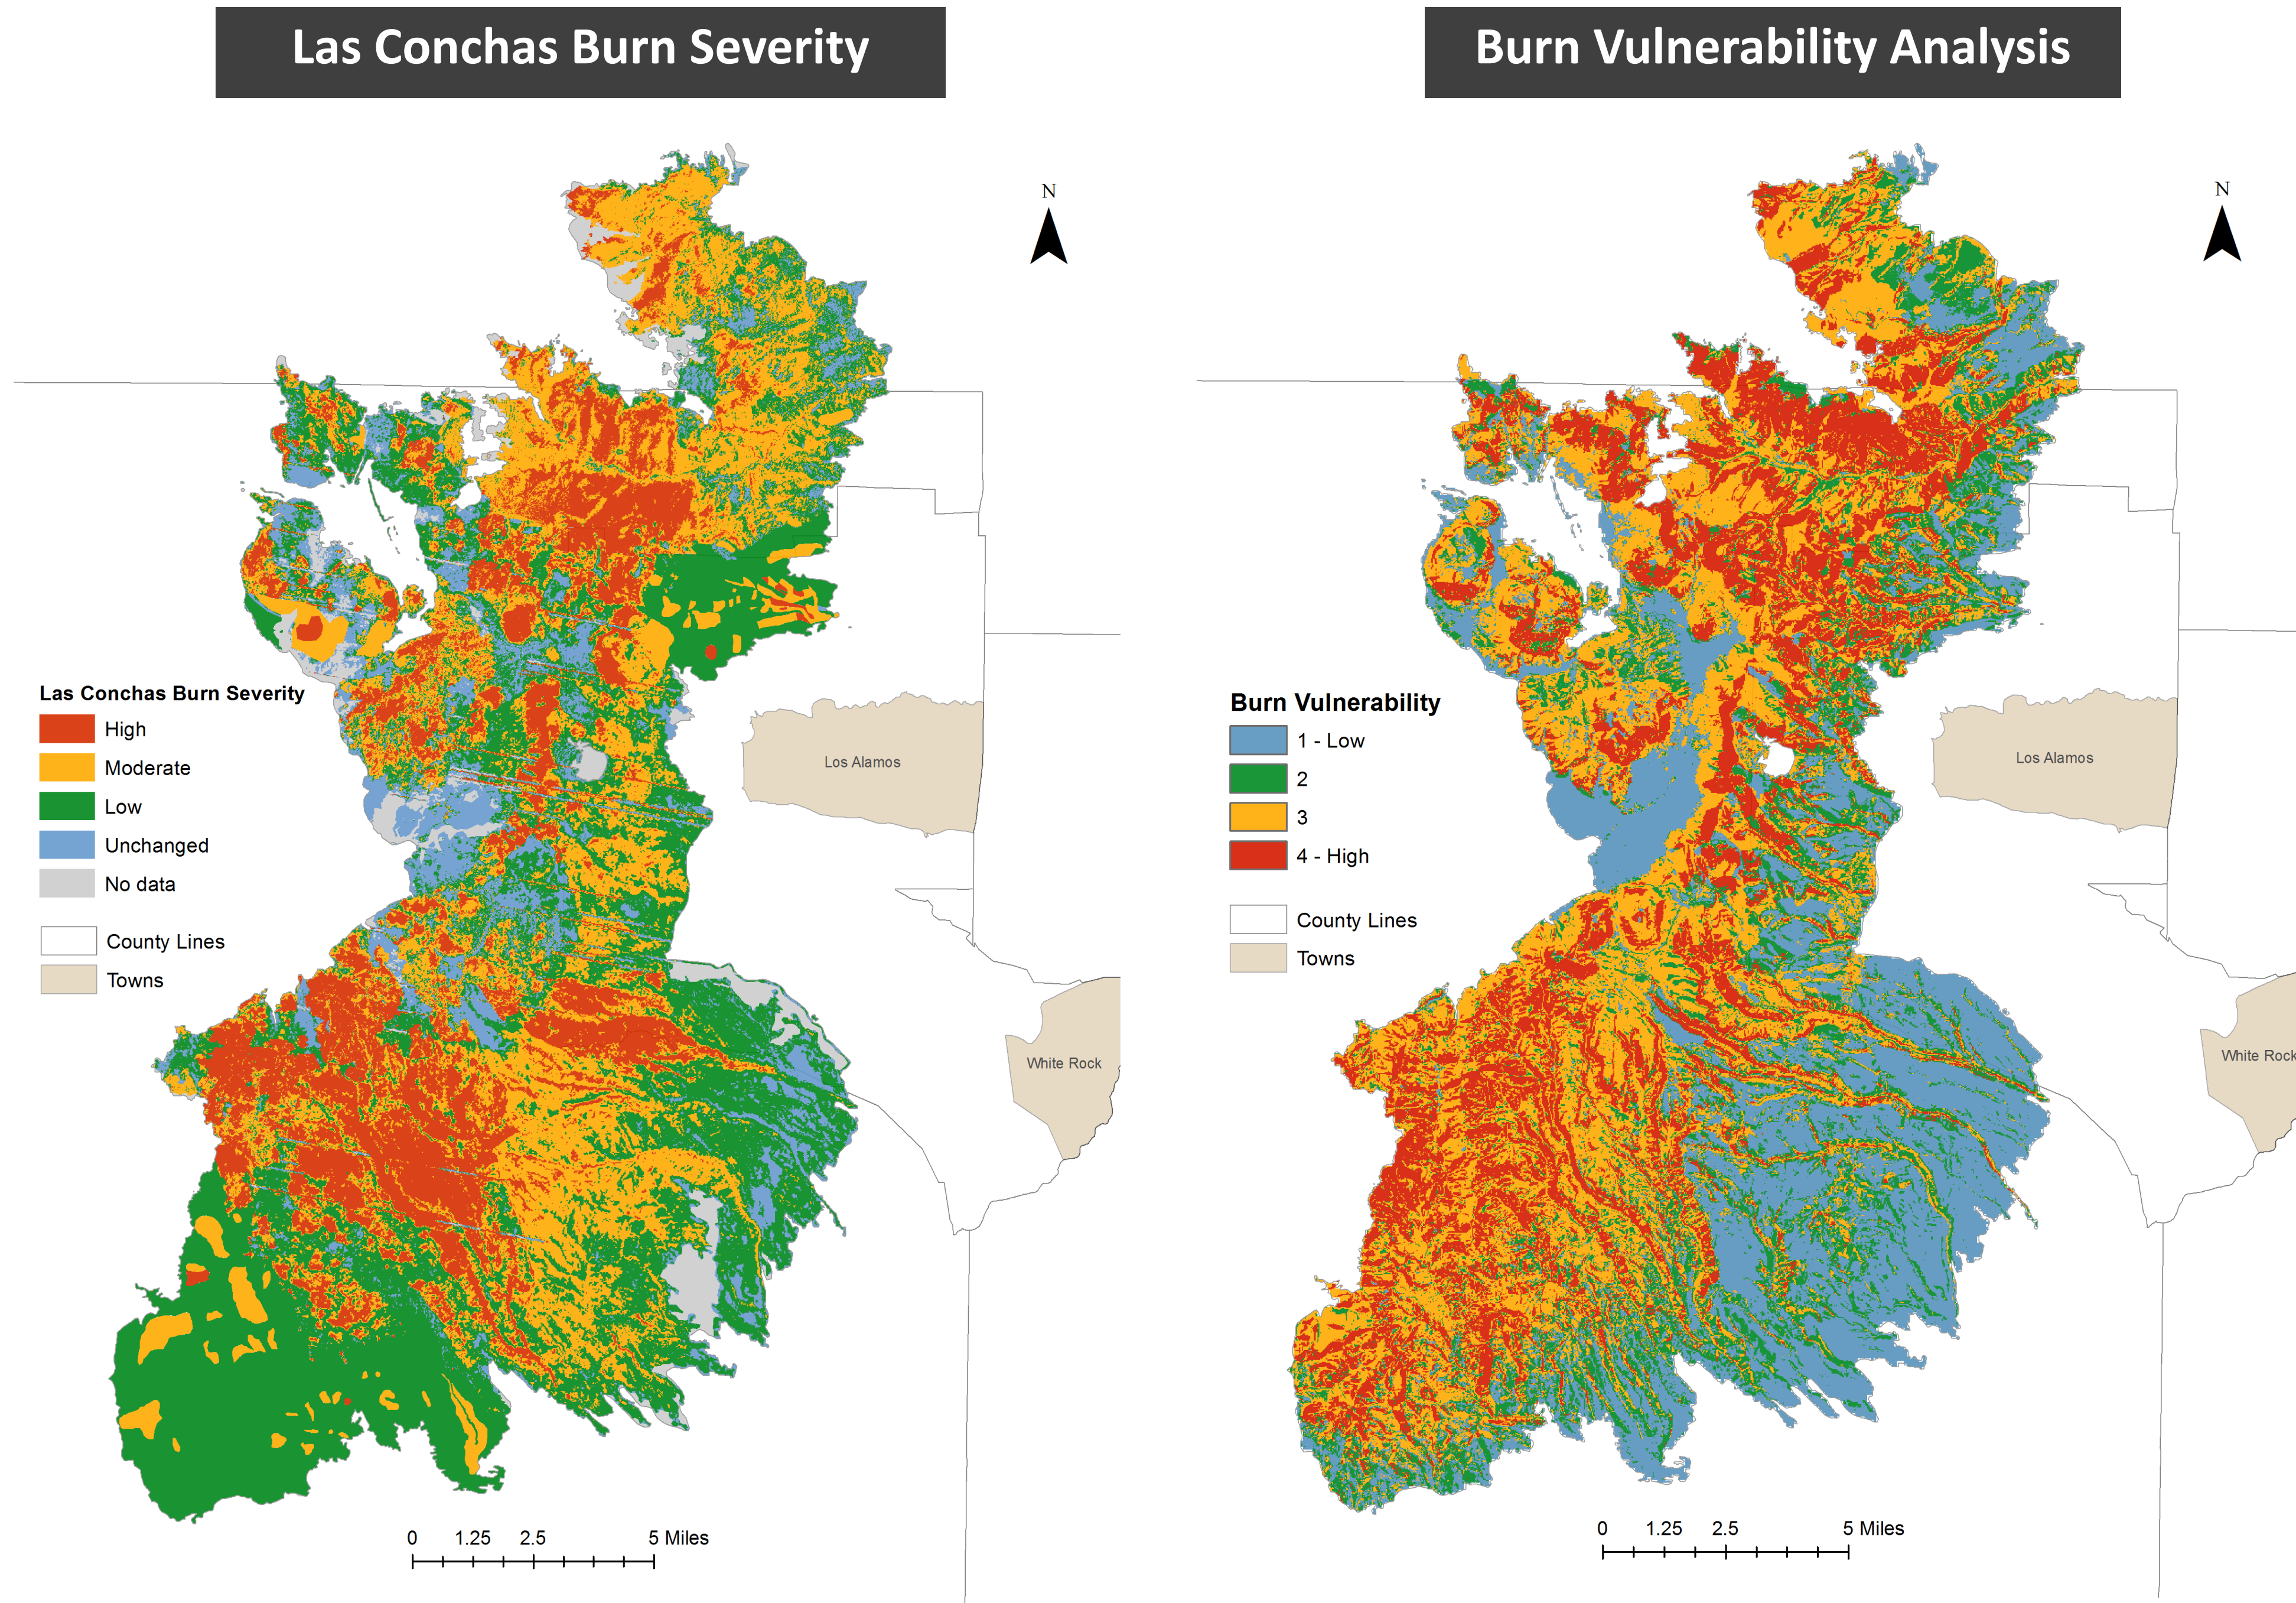 Las Conchas Burn Severity
N
Las Conchas Burn Severity
High
Moderate
Low
Unchanged
No data
County Lines
Towns
Los Alamos
White Rock
0 1.25 2.5 5 Miles
Burn Vulnerability Analysis
N
Burn Vulnerability
1 - Low
2
3
4 - High
County Lines
Towns
Los Alamos
White Rock
0 1.25 2.5 5 Miles